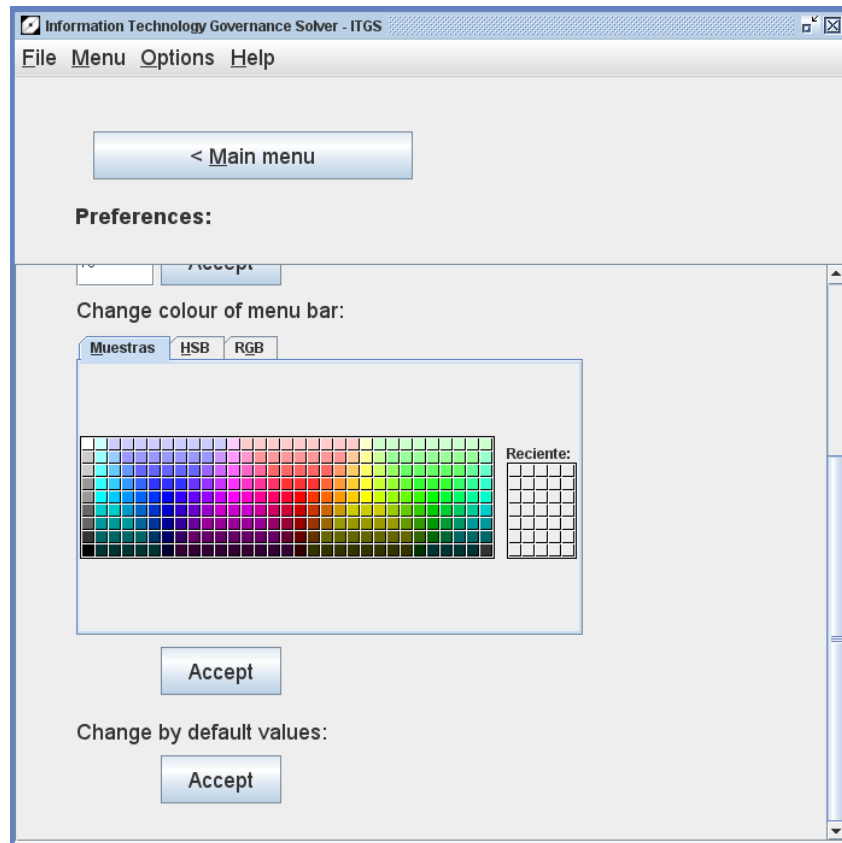 Information Technology Governance Solver - ITGS
File Menu Options Help
< Main menu
Preferences:
Accept
Change colour of menu bar:
Muestras HSB RGB
Reciente:
Accept
Change by default values:
Accept